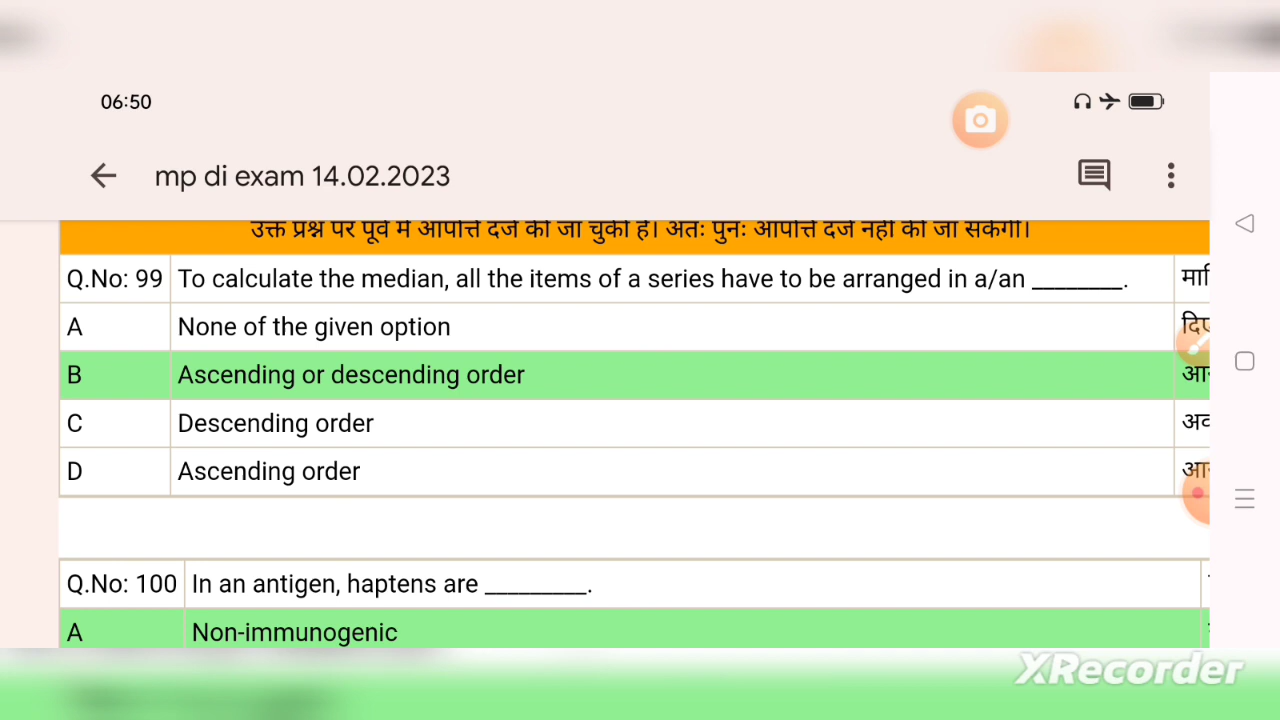 06:50
mp di exam 14.02.2023
उक्त प्रश्न पर पूर्व में आपत्ति दर्ज की जा चुकी है। अतः पुनः आपत्ति दर्ज नहीं की जा सकेगी।
Q.No: 99 To calculate the median, all the items of a series have to be arranged in a/an ________.
A None of the given option
B Ascending or descending order
C Descending order
D Ascending order
Q.No: 100 In an antigen, haptens are _________.
A Non-immunogenic
XRecorder